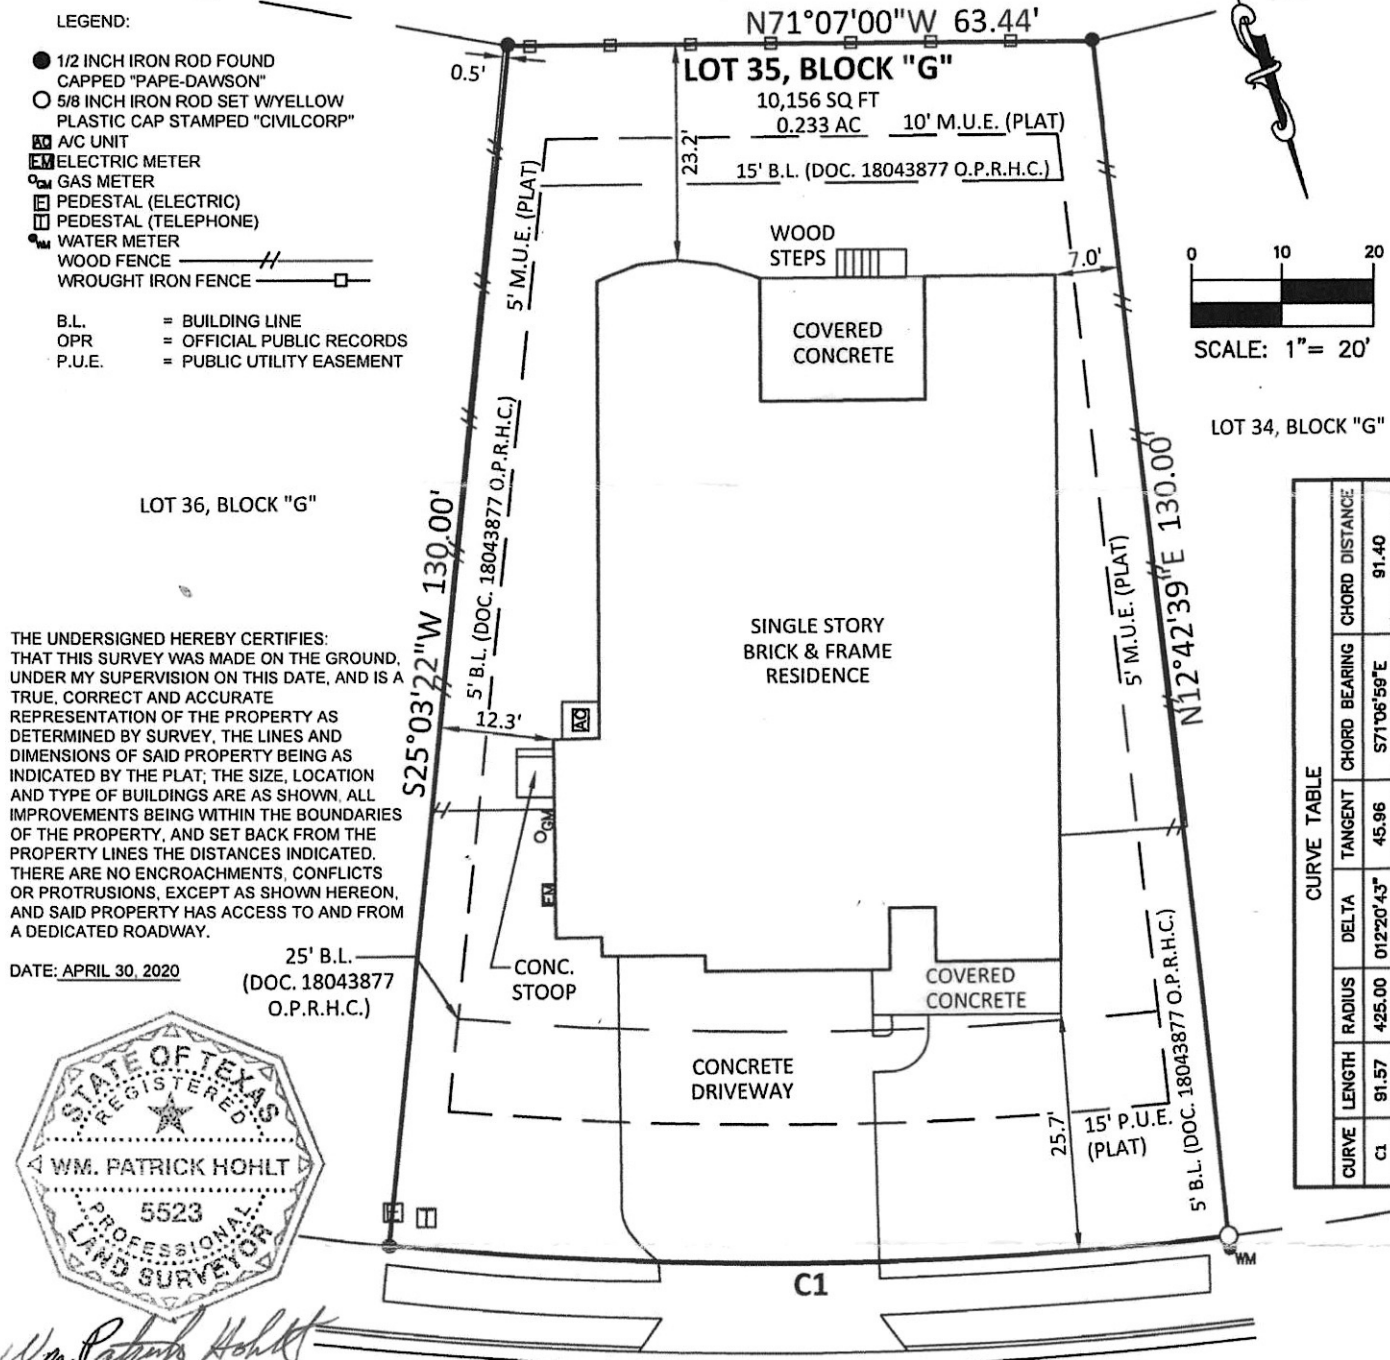 LEGEND:
1/2 INCH IRON ROD FOUND
CAPPED "PAPE-DAWSON"
5/8 INCH IRON ROD SET W/YELLOW
PLASTIC CAP STAMPED "CIVILCORP"
AC A/C UNIT
EM ELECTRIC METER
GM GAS METER
E PEDESTAL (ELECTRIC)
T PEDESTAL (TELEPHONE)
WM WATER METER
WOOD FENCE
WROUGHT IRON FENCE
B.L. = BUILDING LINE
OPR = OFFICIAL PUBLIC RECORDS
P.U.E. = PUBLIC UTILITY EASEMENT
N71°07'00"W 63.44'
0.5'
LOT 35, BLOCK "G"
10,156 SQ FT
0.233 AC
10' M.U.E. (PLAT)
23.2'
15' B.L. (DOC. 18043877 O.P.R.H.C.)
5' M.U.E. (PLAT)
WOOD
STEPS
7.0'
0 10 20
SCALE: 1"= 20'
COVERED
CONCRETE
LOT 34, BLOCK "G"
LOT 36, BLOCK "G"
S25°03'22"W 130.00'
5' B.L. (DOC. 18043877 O.P.R.H.C.)
N12°42'39"E 130.00'
5' M.U.E. (PLAT)
SINGLE STORY
BRICK & FRAME
RESIDENCE
12.3'
AC
GM
EM
THE UNDERSIGNED HEREBY CERTIFIES:
THAT THIS SURVEY WAS MADE ON THE GROUND,
UNDER MY SUPERVISION ON THIS DATE, AND IS A
TRUE, CORRECT AND ACCURATE
REPRESENTATION OF THE PROPERTY AS
DETERMINED BY SURVEY, THE LINES AND
DIMENSIONS OF SAID PROPERTY BEING AS
INDICATED BY THE PLAT; THE SIZE, LOCATION
AND TYPE OF BUILDINGS ARE AS SHOWN, ALL
IMPROVEMENTS BEING WITHIN THE BOUNDARIES
OF THE PROPERTY, AND SET BACK FROM THE
PROPERTY LINES THE DISTANCES INDICATED.
THERE ARE NO ENCROACHMENTS, CONFLICTS
OR PROTRUSIONS, EXCEPT AS SHOWN HEREON,
AND SAID PROPERTY HAS ACCESS TO AND FROM
A DEDICATED ROADWAY.
DATE: APRIL 30, 2020
25' B.L.
(DOC. 18043877
O.P.R.H.C.)
CONC.
STOOP
COVERED
CONCRETE
CONCRETE
DRIVEWAY
25.7'
15' P.U.E.
(PLAT)
5' B.L. (DOC. 18043877 O.P.R.H.C.)
E T
WM
C1
CURVE TABLE
CURVE LENGTH RADIUS DELTA TANGENT CHORD BEARING CHORD DISTANCE
C1 91.57 425.00 012°20'43" 45.96 S71°06'59"E 91.40
STATE OF TEXAS
REGISTERED
WM. PATRICK HOHLT
5523
PROFESSIONAL
LAND SURVEYOR
Wm. Patrick Hohlt